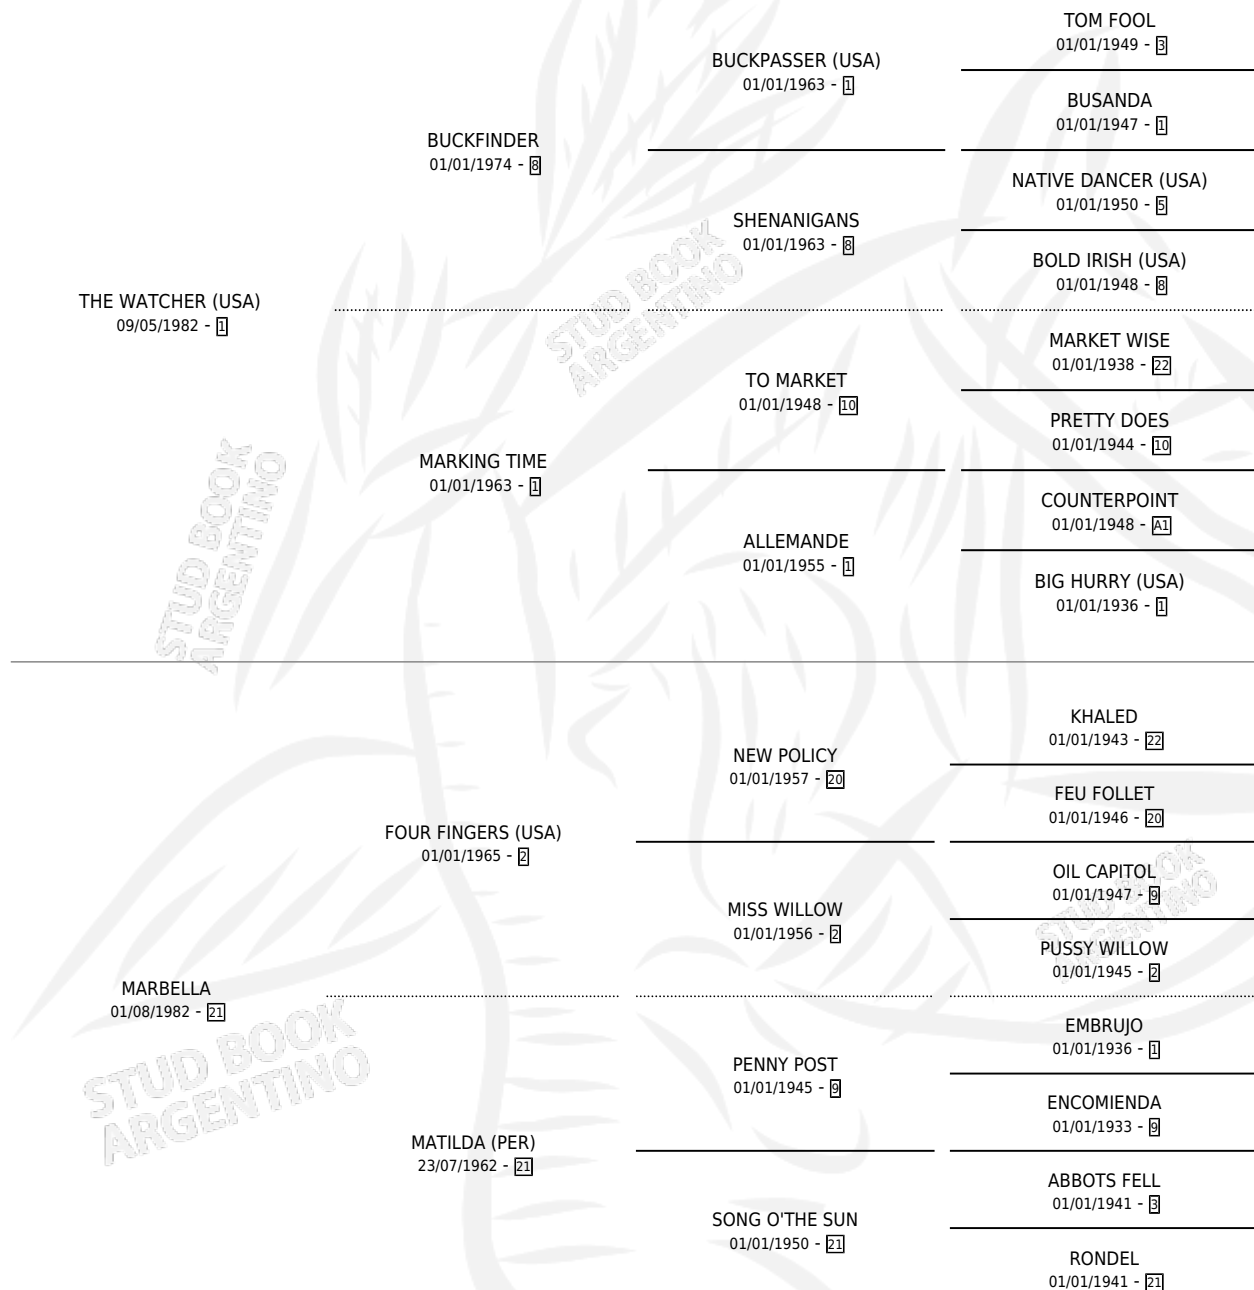 TOM FOOL
01/01/1949 - 3
BUCKPASSER (USA)
01/01/1963 - 1
BUSANDA
01/01/1947 - 1
BUCKFINDER
01/01/1974 - 8
NATIVE DANCER (USA)
01/01/1950 - 5
SHENANIGANS
01/01/1963 - 8
BOLD IRISH (USA)
01/01/1948 - 8
THE WATCHER (USA)
09/05/1982 - 1
STUD BOOK
ARGENTINO
MARKET WISE
01/01/1938 - 22
TO MARKET
01/01/1948 - 10
PRETTY DOES
01/01/1944 - 10
MARKING TIME
01/01/1963 - 1
COUNTERPOINT
01/01/1948 - A1
ALLEMANDE
01/01/1955 - 1
BIG HURRY (USA)
01/01/1936 - 1
STUD BOOK
ARGENTINO
KHALED
01/01/1943 - 22
NEW POLICY
01/01/1957 - 20
FEU FOLLET
01/01/1946 - 20
FOUR FINGERS (USA)
01/01/1965 - 2
OIL CAPITOL
01/01/1947 - 9
MISS WILLOW
01/01/1956 - 2
STUD BOOK
ARGENTINO
PUSSY WILLOW
01/01/1945 - 2
MARBELLA
01/08/1982 - 21
STUD BOOK
ARGENTINO
EMBRUJO
01/01/1936 - 1
PENNY POST
01/01/1945 - 9
ENCOMIENDA
01/01/1933 - 9
MATILDA (PER)
23/07/1962 - 21
ABBOTS FELL
01/01/1941 - 3
SONG O'THE SUN
01/01/1950 - 21
RONDEL
01/01/1941 - 21